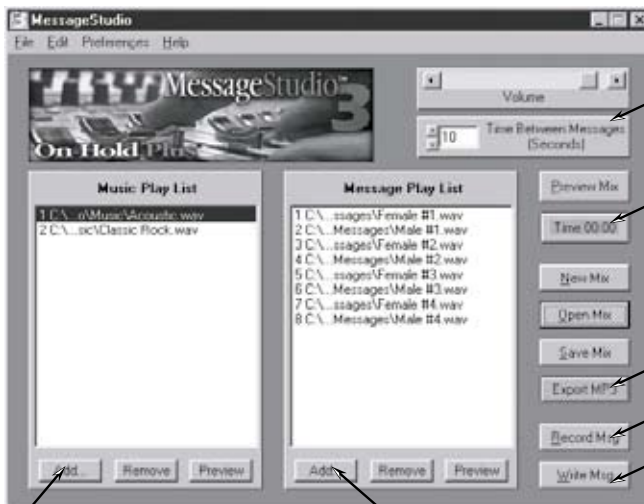 MessageStudio
File Edit Preferences Help
MessageStudio™
3
On Hold Plus
Volume
10 Time Between Messages
(Seconds)
Music Play List
1 C:\...o\Music\Acoustic.wav
2 C:\...sic\Classic Rock.wav
Add... Remove Preview
Message Play List
1 C:\...ssages\Female #1.wav
2 C:\...Messages\Male #1.wav
3 C:\...ssages\Female #2.wav
4 C:\...Messages\Male #2.wav
5 C:\...ssages\Female #3.wav
6 C:\...Messages\Male #3.wav
7 C:\...ssages\Female #4.wav
8 C:\...Messages\Male #4.wav
Add... Remove Preview
Preview Mix
Time 00:00
New Mix
Open Mix
Save Mix
Export MP3
Record Msg
Write Msg